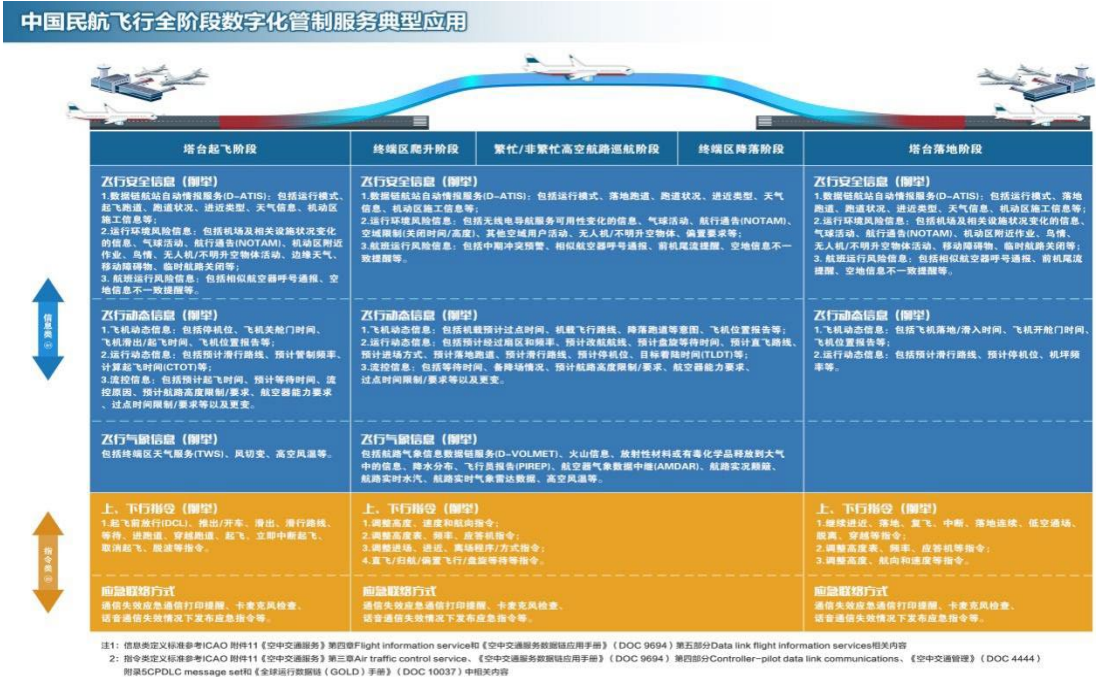 中国民航飞行全阶段数字化管制服务典型应用
塔台起飞阶段
终端区爬升阶段
繁忙/非繁忙高空航路巡航阶段
终端区降落阶段
塔台落地阶段
信息类
飞行安全信息（例举）
1.数据链航站自动情报服务(D-ATIS)：包括运行模式、
起飞跑道、跑道状况、进近类型、天气信息、机动区
施工信息等；
2.运行环境风险信息：包括机场及相关设施状况变化
的信息、气球活动、航行通告(NOTAM)、机动区附近
作业、鸟情、无人机/不明升空物体活动、边缘天气、
移动障碍物、临时航路关闭等；
3. 航班运行风险信息：包括相似航空器呼号通报、空
地信息不一致提醒等。
飞行安全信息（例举）
1.数据链航站自动情报服务(D-ATIS)：包括运行模式、落地跑道、跑道状况、进近类型、天气
信息、机动区施工信息等；
2.运行环境风险信息：包括无线电导航服务可用性变化的信息、气球活动、航行通告(NOTAM)、
空域限制(关闭时间/高度)、其他空域用户活动、无人机/不明升空物体、偏置要求等；
3.航班运行风险信息：包括中期冲突预警、相似航空器呼号通报、前机尾流提醒、空地信息不一
致提醒等。
飞行安全信息（例举）
1.数据链航站自动情报服务(D-ATIS)：包括运行模式、落地
跑道、跑道状况、进近类型、天气信息、机动区施工信息等；
2.运行环境风险信息：包括机场及相关设施状况变化的信息、
气球活动、航行通告(NOTAM)、机动区附近作业、鸟情、
无人机/不明升空物体活动、移动障碍物、临时航路关闭等；
3. 航班运行风险信息：包括相似航空器呼号通报、前机尾流
提醒、空地信息不一致提醒等。
飞行动态信息（例举）
1.飞机动态信息：包括停机位、飞机关舱门时间、
飞机滑出/起飞时间、飞机位置报告等；
2.运行动态信息：包括预计滑行路线、预计管制频率、
计算起飞时间(CTOT)等；
3.流控信息：包括预计起飞时间、预计等待时间、流
控原因、预计航路高度限制/要求、航空器能力要求
、过点时间限制/要求等以及更变。
飞行动态信息（例举）
1.飞机动态信息：包括机载预计过点时间、机载飞行路线、降落跑道等意图、飞机位置报告等；
2.运行动态信息：包括预计经过扇区和频率、预计改航航线、预计盘旋等待时间、预计直飞路线、
预计进场方式、预计落地跑道、预计滑行路线、预计停机位、目标着陆时间(TLDT)等；
3.流控信息：包括等待时间、备降场情况、预计航路高度限制/要求、航空器能力要求、
过点时间限制/要求等以及更变。
飞行动态信息（例举）
1.飞机动态信息：包括飞机落地/滑入时间、飞机开舱门时间、
飞机位置报告等；
2.运行动态信息：包括预计滑行路线、预计停机位、机坪频
率等。
飞行气象信息（例举）
包括终端区天气服务(TWS)、风切变、高空风温等。
飞行气象信息（例举）
包括航路气象信息数据链服务(D-VOLMET)、火山信息、放射性材料或有毒化学品释放到大气
中的信息、降水分布、飞行员报告(PIREP)、航空器气象数据中继(AMDAR)、航路实况颠簸、
航路实时水汽、航路实时气象雷达数据、高空风温等。
指令类
上、下行指令（例举）
1.起飞前放行(DCL)、推出/开车、滑出、滑行路线、
等待、进跑道、穿越跑道、起飞、立即中断起飞、
取消起飞、脱波等指令。
上、下行指令（例举）
1.调整高度、速度和航向指令；
2.调整高度表、频率、应答机指令；
3.调整进场、进近、离场程序/方式指令；
4.直飞/归航/偏置飞行/盘旋等待等指令。
上、下行指令（例举）
1.继续进近、落地、复飞、中断、落地连续、低空通场、
脱离、穿越等指令；
2.调整高度表、频率、应答机等指令；
3.调整高度、航向和速度等指令。
应急联络方式
通信失效应急通信打印提醒、卡麦克风检查、
话音通信失效情况下发布应急指令等。
应急联络方式
通信失效应急通信打印提醒、卡麦克风检查、
话音通信失效情况下发布应急指令等。
应急联络方式
通信失效应急通信打印提醒、卡麦克风检查、
话音通信失效情况下发布应急指令等。
注1：信息类定义标准参考ICAO 附件11《空中交通服务》第四章Flight information service和《空中交通服务数据链应用手册》（DOC 9694）第五部分Data link flight information services相关内容
2：指令类定义标准参考ICAO 附件11《空中交通服务》第三章Air traffic control service、《空中交通服务数据链应用手册》（DOC 9694）第四部分Controller-pilot data link communications、《空中交通管理》（DOC 4444）
附录5CPDLC message set和《全球运行数据链（GOLD）手册》（DOC 10037）中相关内容